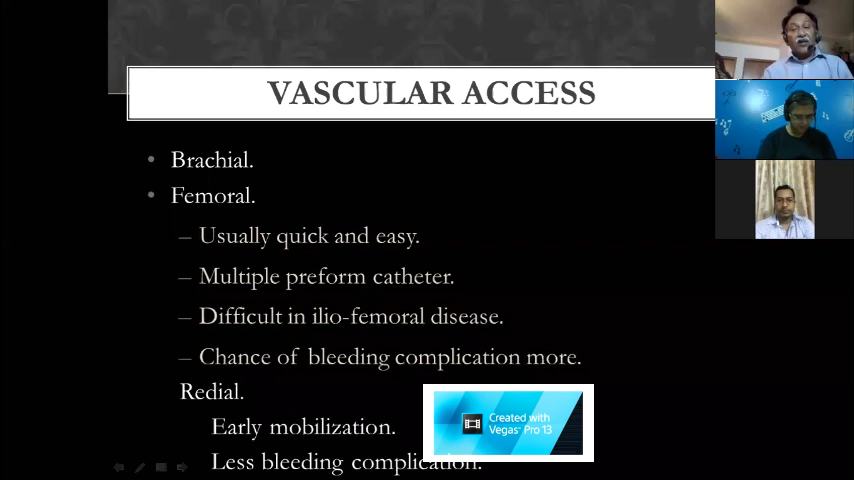 VASCULAR ACCESS
• Brachial.
• Femoral.
– Usually quick and easy.
– Multiple preform catheter.
– Difficult in ilio-femoral disease.
– Chance of bleeding complication more.
Redial.
Early mobilization.
Less bleeding complication.
Created with
Vegas Pro 13